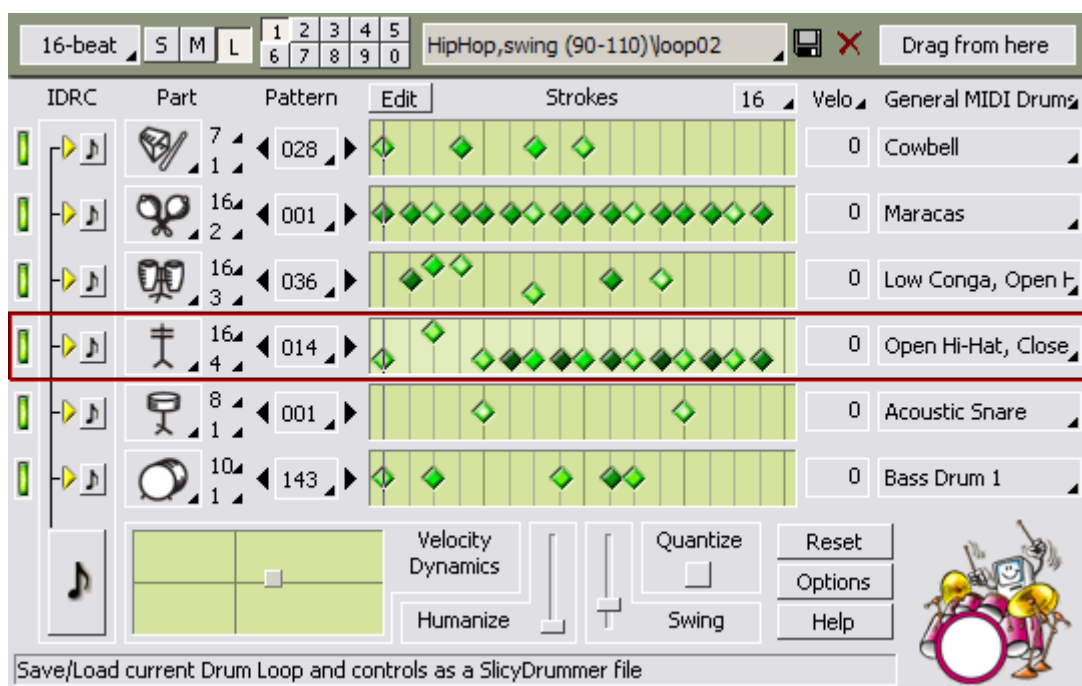 16-beat S M L 1 2 3 4 5 HipHop,swing (90-110)\loop02 Drag from here
6 7 8 9 0
IDRC Part Pattern Edit Strokes 16 Velo General MIDI Drums
7 1 028 0 Cowbell
16 2 001 0 Maracas
16 3 036 0 Low Conga, Open H
16 4 014 0 Open Hi-Hat, Close
8 1 001 0 Acoustic Snare
10 1 143 0 Bass Drum 1
Velocity Dynamics Quantize Reset
Options
Humanize Swing Help
Save/Load current Drum Loop and controls as a SlicyDrummer file